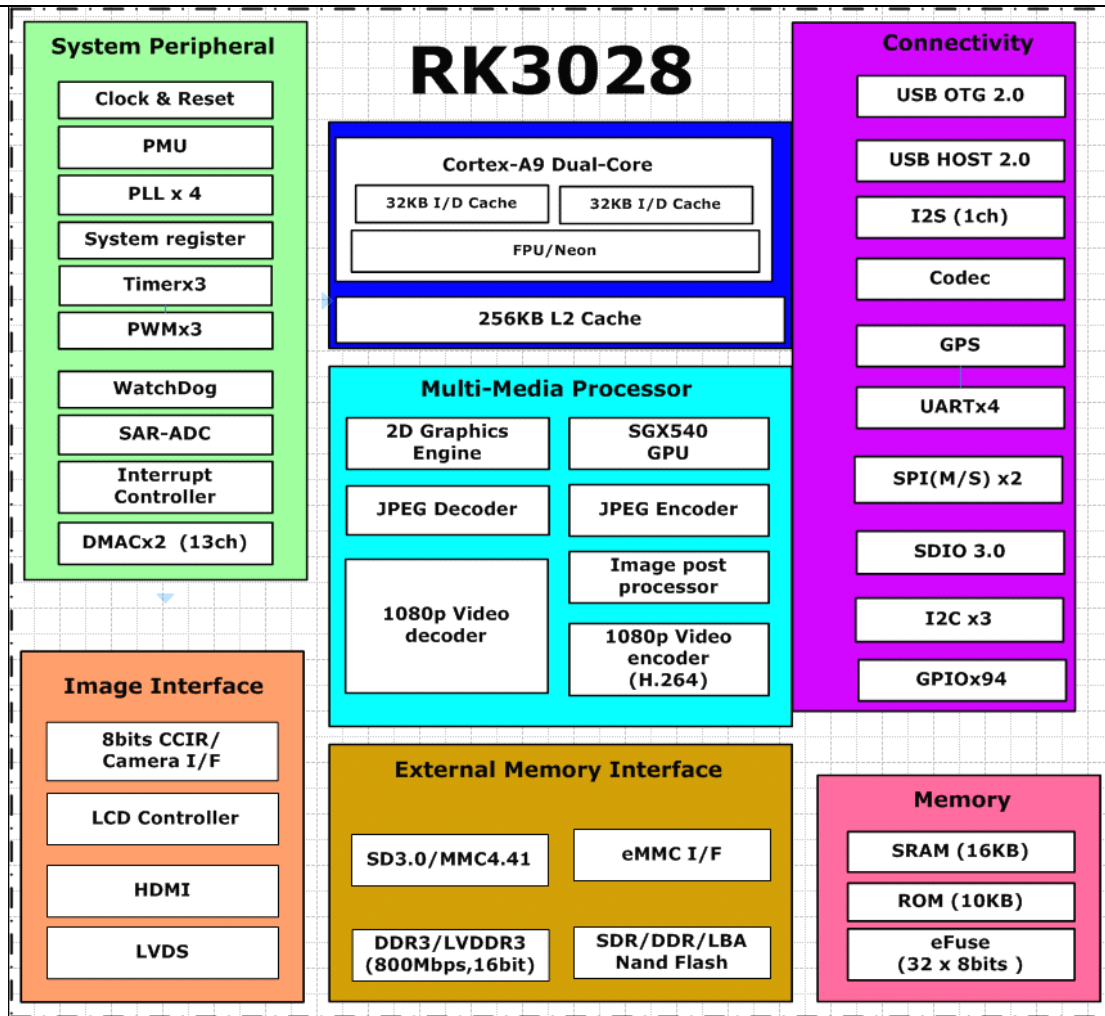 System Peripheral
Clock & Reset
PMU
PLL x 4
System register
Timerx3
PWMx3
WatchDog
SAR-ADC
Interrupt
Controller
DMACx2 (13ch)
Image Interface
8bits CCIR/
Camera I/F
LCD Controller
HDMI
LVDS
RK3028
Cortex-A9 Dual-Core
32KB I/D Cache
32KB I/D Cache
FPU/Neon
256KB L2 Cache
Multi-Media Processor
2D Graphics
Engine
SGX540
GPU
JPEG Decoder
JPEG Encoder
1080p Video
decoder
Image post
processor
1080p Video
encoder
(H.264)
External Memory Interface
SD3.0/MMC4.41
eMMC I/F
DDR3/LVDDR3
(800Mbps,16bit)
SDR/DDR/LBA
Nand Flash
Connectivity
USB OTG 2.0
USB HOST 2.0
I2S (1ch)
Codec
GPS
UARTx4
SPI(M/S) x2
SDIO 3.0
I2C x3
GPIOx94
Memory
SRAM (16KB)
ROM (10KB)
eFuse
(32 x 8bits )